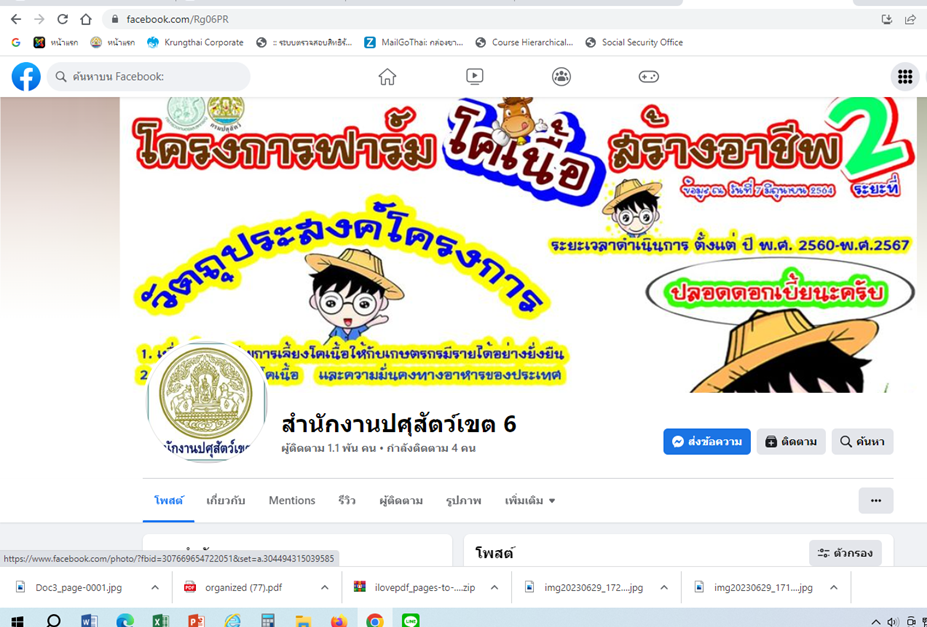 facebook.com/Rg06PR
หน้าแรก
หน้าแรก
Krungthai Corporate
:: ระบบตรวจสอบสิทธิรั...
MailGoThai: กล่องขา...
Course Hierarchical...
Social Security Office
ค้นหาบน Facebook:
โครงการฟาร์ม โคเนื้อ สร้างอาชีพ 2
ข้อมูล ณ วันที่ 7 มิถุนายน 2564 ระยะที่
ระยะเวลาดำเนินการ ตั้งแต่ ปี พ.ศ. 2560-พ.ศ.2567
วัตถุประสงค์โครงการ
ปลอดดอกเบี้ยนะครับ
1. การเลี้ยงโคเนื้อให้กับเกษตรกรมีรายได้อย่างยั่งยืน
2 โคเนื้อ และความมั่นคงทางอาหารของประเทศ
สำนักงานปศุสัตว์เขต 6
ผู้ติดตาม 1.1 พัน คน • กำลังติดตาม 4 คน
ส่งข้อความ
ติดตาม
ค้นหา
โพสต์
เกี่ยวกับ
Mentions
รีวิว
ผู้ติดตาม
รูปภาพ
เพิ่มเติม
โพสต์
ตัวกรอง
https://www.facebook.com/photo/?fbid=307669654722051&set=a.304494315039585
Doc3_page-0001.jpg
organized (77).pdf
ilovepdf_pages-to-....zip
img20230629_172....jpg
img20230629_171....jpg